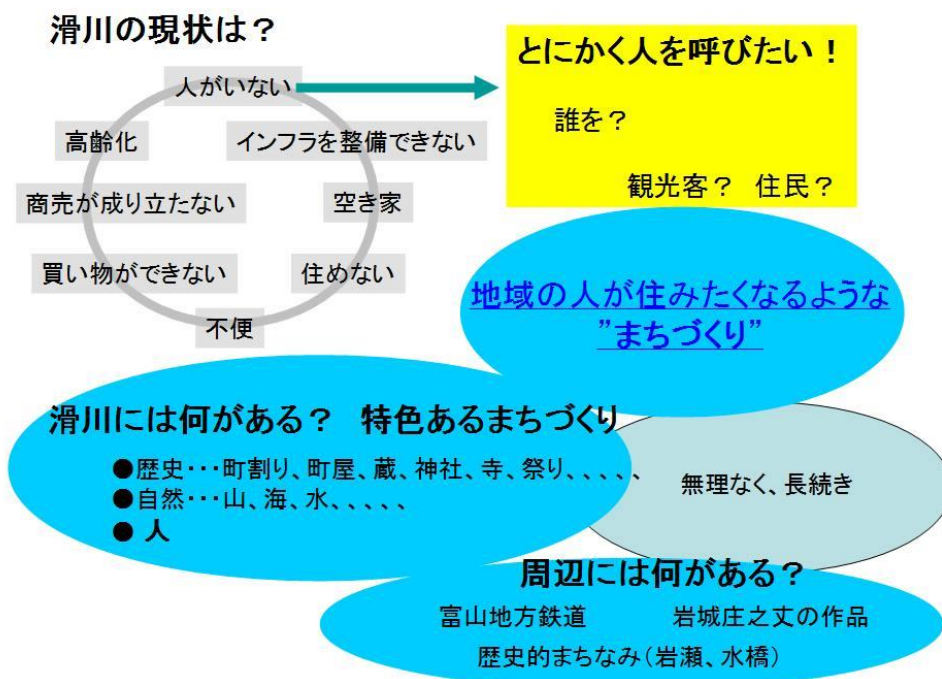 滑川の現状は？
人がいない
高齢化
インフラを整備できない
商売が成り立たない
空き家
買い物ができない
住めない
不便
とにかく人を呼びたい！
誰を？
観光客？ 住民？
地域の人が住みたくなるような
”まちづくり”
滑川には何がある？ 特色あるまちづくり
●歴史･･･町割り、町屋、蔵、神社、寺、祭り、、、、、
●自然･･･山、海、水、、、、、
● 人
無理なく、長続き
周辺には何がある？
富山地方鉄道 岩城庄之丈の作品
歴史的まちなみ（岩瀬、水橋）